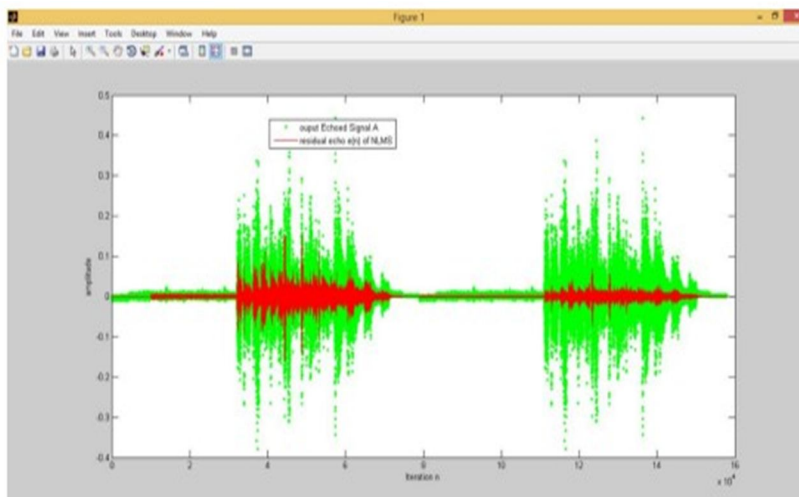 Figure 1
File Edit View Insert Tools Desktop Window Help
0.5
ouput Echoed Signal A
residual echo e(n) of NLMS
0.4
0.3
0.2
0.1
0
-0.1
-0.2
-0.3
-0.4
amplitude
0 2 4 6 8 10 12 14 16
Iteration n
x 10^4